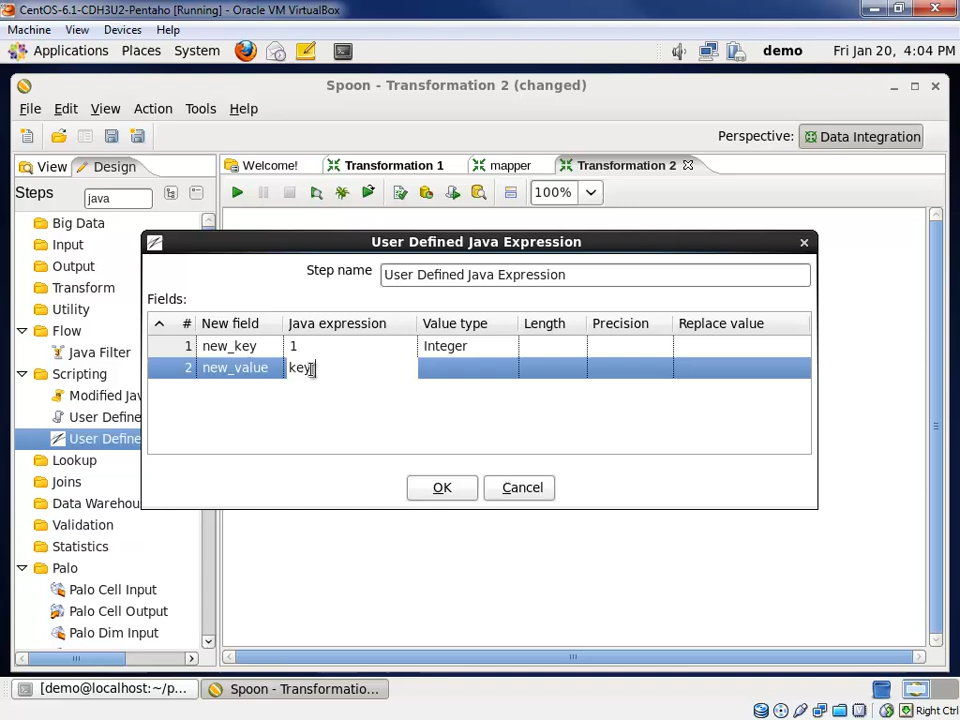 CentOS-6.1-CDH3U2-Pentaho [Running] - Oracle VM VirtualBox
Machine View Devices Help
Applications Places System demo Fri Jan 20, 4:04 PM
Spoon - Transformation 2 (changed)
File Edit View Action Tools Help
Perspective: Data Integration
View Design Welcome! Transformation 1 mapper Transformation 2
Steps java 100%
Big Data
Input
Output
Transform
Utility
Flow
Java Filter
Scripting
Modified Jav
User Define
User Define
Lookup
Joins
Data Warehou
Validation
Statistics
Palo
Palo Cell Input
Palo Cell Output
Palo Dim Input
User Defined Java Expression
Step name User Defined Java Expression
Fields:
# New field Java expression Value type Length Precision Replace value
1 new_key 1 Integer
2 new_value key
OK Cancel
[demo@localhost:~/p... Spoon - Transformatio...
Right Ctrl